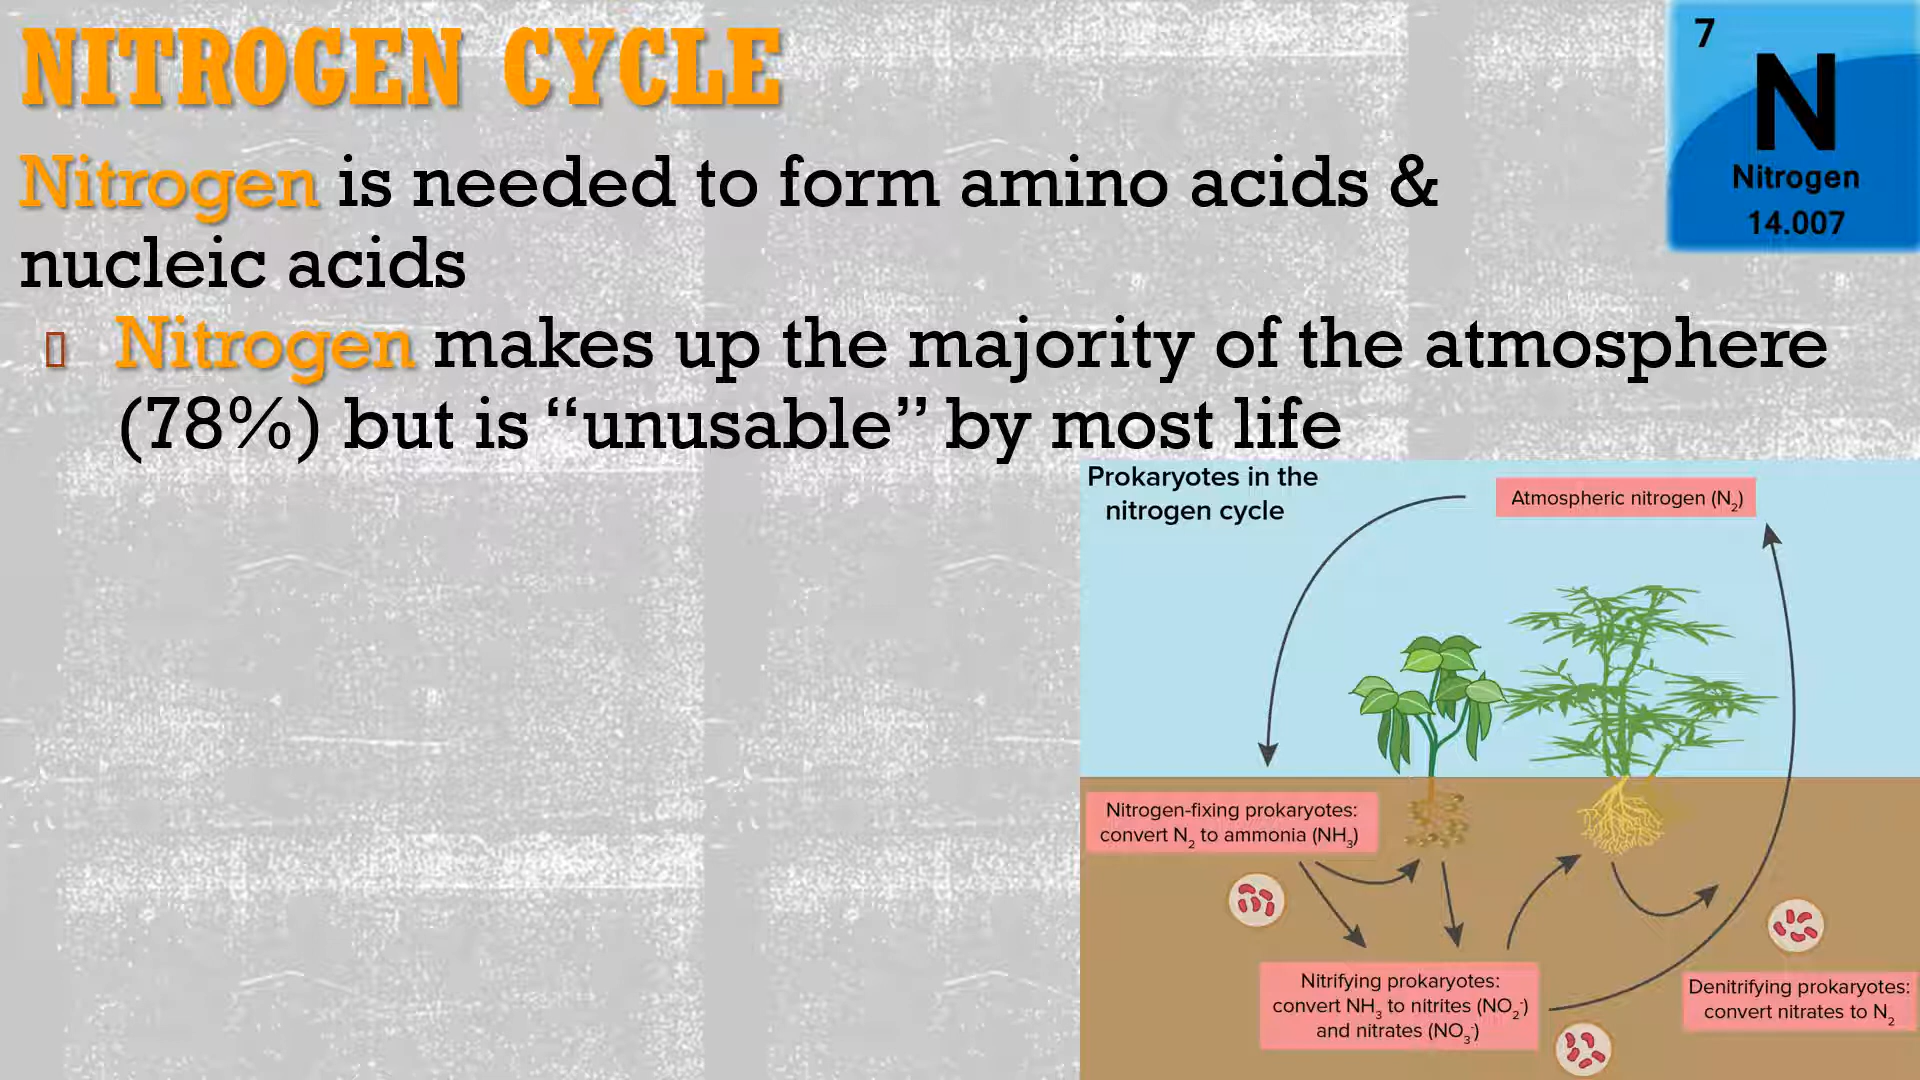 NITROGEN CYCLE
7
N
Nitrogen
14.007
Nitrogen is needed to form amino acids &
nucleic acids
Nitrogen makes up the majority of the atmosphere
(78%) but is “unusable” by most life
Prokaryotes in the
nitrogen cycle
Atmospheric nitrogen (N₂)
Nitrogen-fixing prokaryotes:
convert N₂ to ammonia (NH₃)
Nitrifying prokaryotes:
convert NH₃ to nitrites (NO₂⁻)
and nitrates (NO₃⁻)
Denitrifying prokaryotes:
convert nitrates to N₂